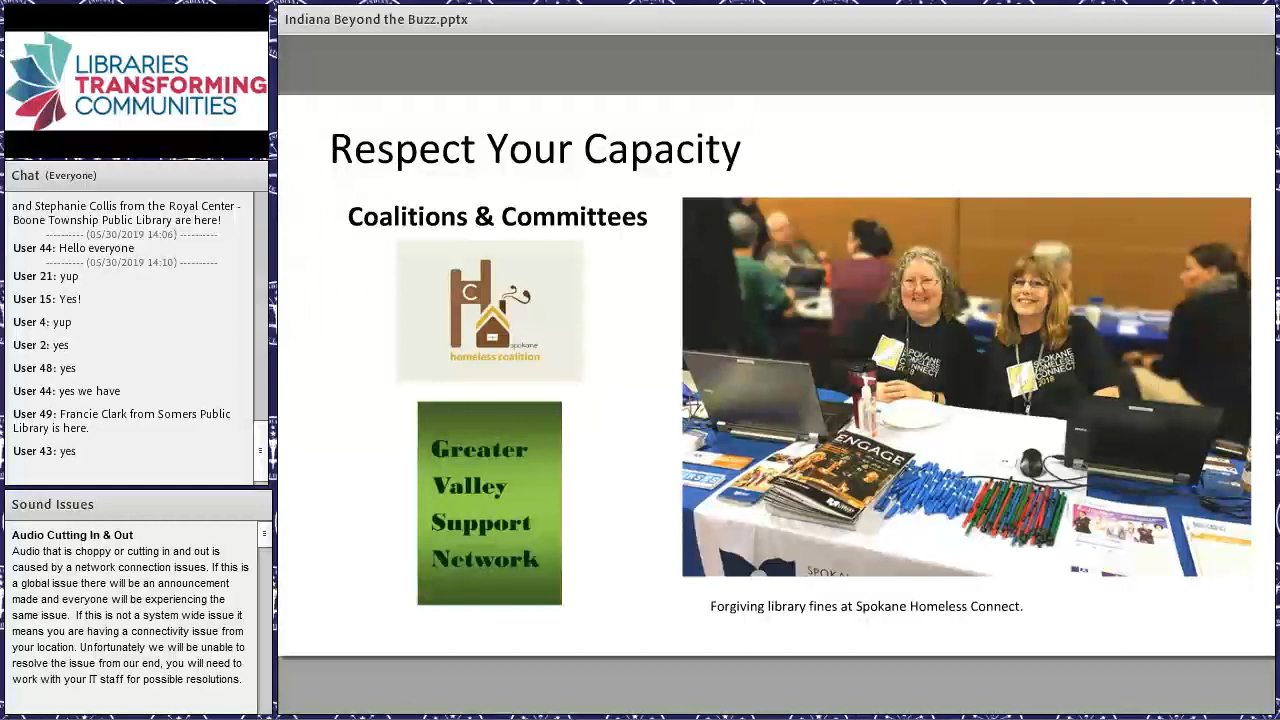 Indiana Beyond the Buzz.pptx
LIBRARIES
TRANSFORMING
COMMUNITIES
Chat (Everyone)
and Stephanie Collis from the Royal Center -
Boone Township Public Library are here!
---------- (05/30/2019 14:06) ----------
User 44: Hello everyone
---------- (05/30/2019 14:10) ----------
User 21: yup
User 15: Yes!
User 4: yup
User 2: yes
User 48: yes
User 44: yes we have
User 49: Francie Clark from Somers Public
Library is here.
User 43: yes
Sound Issues
Audio Cutting In & Out
Audio that is choppy or cutting in and out is
caused by a network connection issues. If this is
a global issue there will be an announcement
made and everyone will be experiencing the
same issue. If this is not a system wide issue it
means you are having a connectivity issue from
your location. Unfortunately we will be unable to
resolve the issue from our end, you will need to
work with your IT staff for possible resolutions.
Respect Your Capacity
Coalitions & Committees
HC
spokane
homeless coalition
Greater
Valley
Support
Network
SPOKANE
HOMELESS
CONNECT
SPOKANE
HOMELESS
CONNECT
2018
ENGAGE
SPOK
Forgiving library fines at Spokane Homeless Connect.